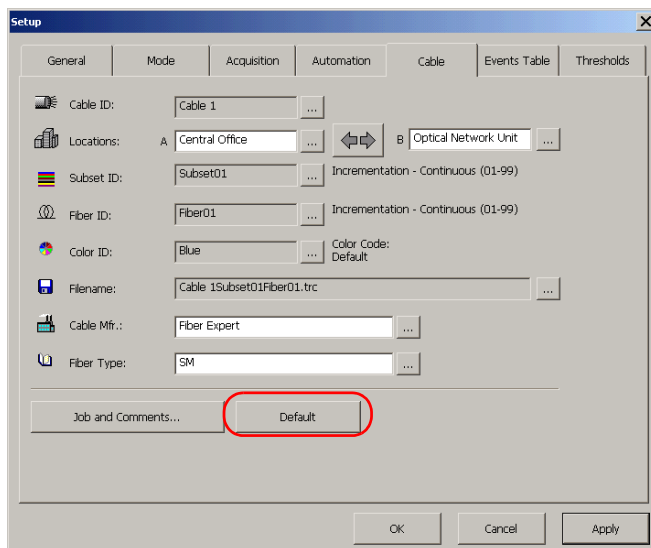 Setup
General Mode Acquisition Automation Cable Events Table Thresholds
Cable ID: Cable 1 ...
Locations: A Central Office ... B Optical Network Unit ...
Subset ID: Subset01 ... Incrementation - Continuous (01-99)
Fiber ID: Fiber01 ... Incrementation - Continuous (01-99)
Color ID: Blue ... Color Code:
Default
Filename: Cable 1Subset01Fiber01.trc ...
Cable Mfr.: Fiber Expert ...
Fiber Type: SM ...
Job and Comments... Default
OK Cancel Apply